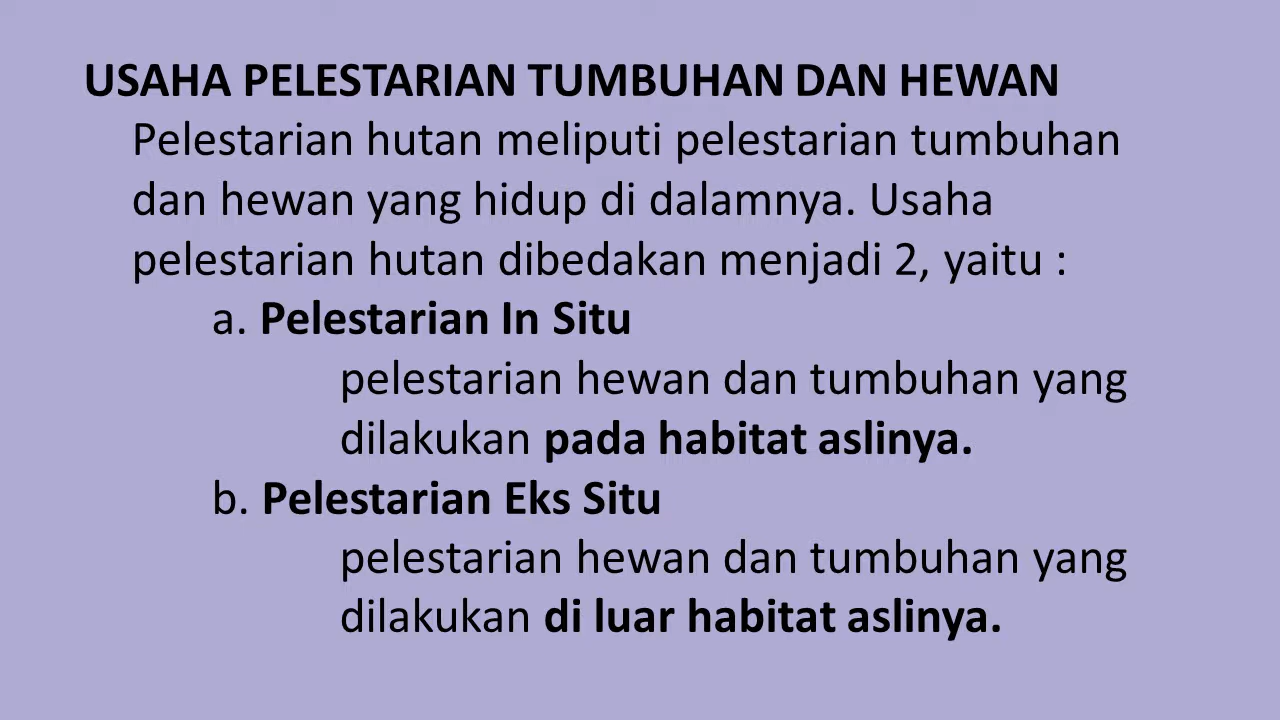 USAHA PELESTARIAN TUMBUHAN DAN HEWAN
Pelestarian hutan meliputi pelestarian tumbuhan
dan hewan yang hidup di dalamnya. Usaha
pelestarian hutan dibedakan menjadi 2, yaitu :
a. Pelestarian In Situ
pelestarian hewan dan tumbuhan yang
dilakukan pada habitat aslinya.
b. Pelestarian Eks Situ
pelestarian hewan dan tumbuhan yang
dilakukan di luar habitat aslinya.